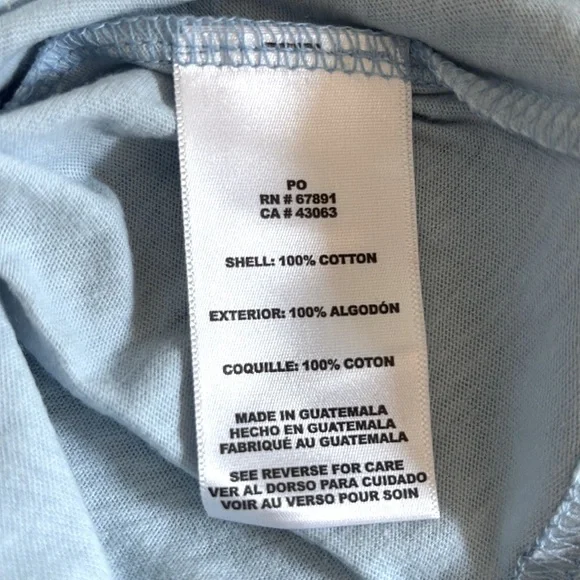 PO
RN # 67891
CA # 43063
SHELL: 100% COTTON
EXTERIOR: 100% ALGODÓN
COQUILLE: 100% COTON
MADE IN GUATEMALA
HECHO EN GUATEMALA
FABRIQUÉ AU GUATEMALA
SEE REVERSE FOR CARE
VER AL DORSO PARA CUIDADO
VOIR AU VERSO POUR SOIN